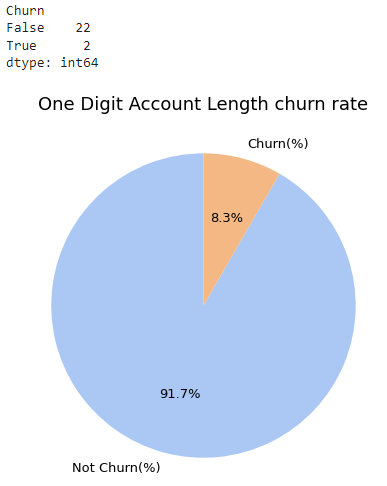 Churn
False    22
True      2
dtype: int64
One Digit Account Length churn rate
Churn(%)
8.3%
91.7%
Not Churn(%)